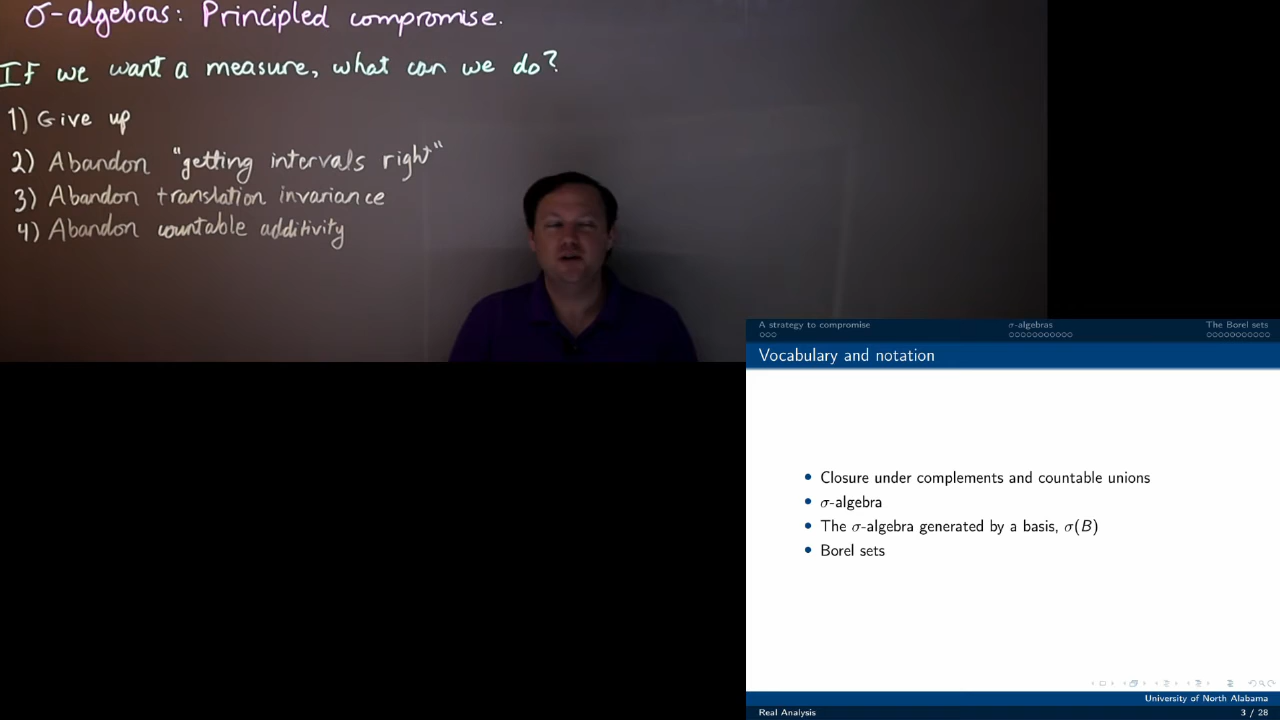 σ-algebras: Principled compromise.
If we want a measure, what can we do?
1) Give up
2) Abandon "getting intervals right"
3) Abandon translation invariance
4) Abandon countable additivity
A strategy to compromise
σ-algebras
The Borel sets
Vocabulary and notation
• Closure under complements and countable unions
• σ-algebra
• The σ-algebra generated by a basis, σ(B)
• Borel sets
University of North Alabama
Real Analysis
3 / 28